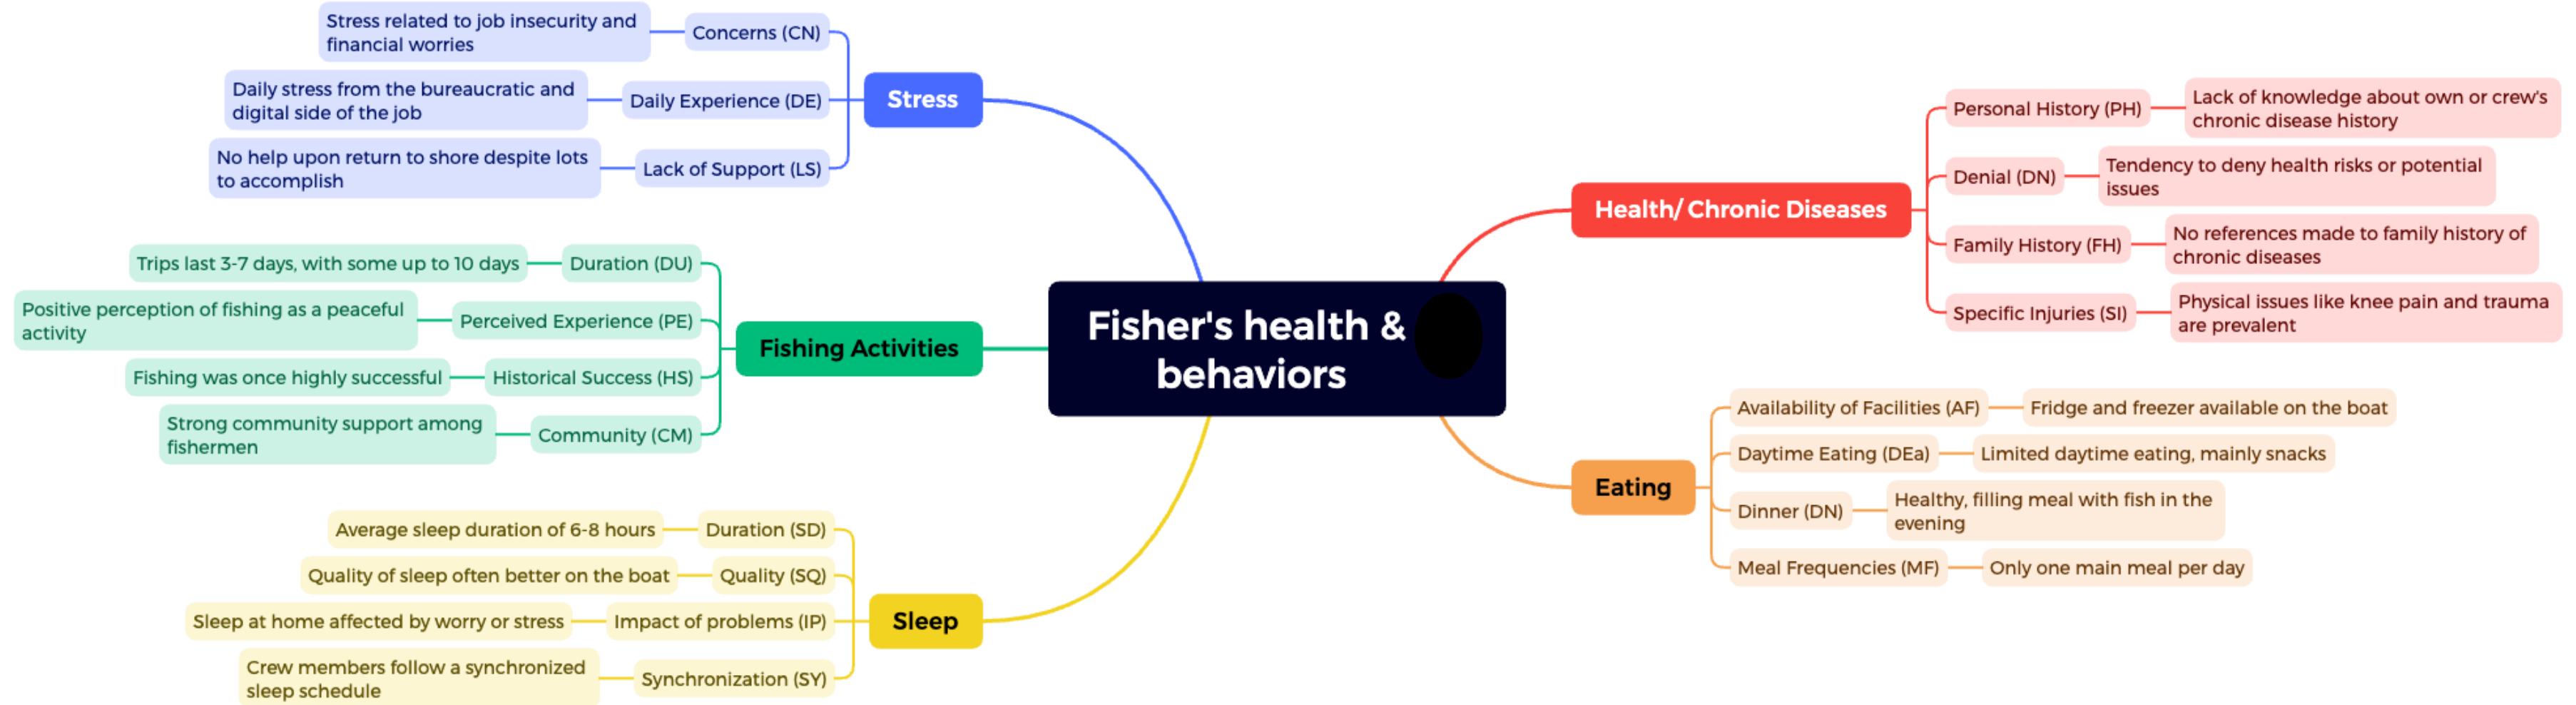 Fisher's health &
behaviors
Stress
Concerns (CN)
Stress related to job insecurity and
financial worries
Daily Experience (DE)
Daily stress from the bureaucratic and
digital side of the job
Lack of Support (LS)
No help upon return to shore despite lots
to accomplish
Fishing Activities
Duration (DU)
Trips last 3-7 days, with some up to 10 days
Perceived Experience (PE)
Positive perception of fishing as a peaceful
activity
Historical Success (HS)
Fishing was once highly successful
Community (CM)
Strong community support among
fishermen
Sleep
Duration (SD)
Average sleep duration of 6-8 hours
Quality (SQ)
Quality of sleep often better on the boat
Impact of problems (IP)
Sleep at home affected by worry or stress
Synchronization (SY)
Crew members follow a synchronized
sleep schedule
Health/ Chronic Diseases
Personal History (PH)
Lack of knowledge about own or crew's
chronic disease history
Denial (DN)
Tendency to deny health risks or potential
issues
Family History (FH)
No references made to family history of
chronic diseases
Specific Injuries (SI)
Physical issues like knee pain and trauma
are prevalent
Eating
Availability of Facilities (AF)
Fridge and freezer available on the boat
Daytime Eating (DEa)
Limited daytime eating, mainly snacks
Dinner (DN)
Healthy, filling meal with fish in the
evening
Meal Frequencies (MF)
Only one main meal per day